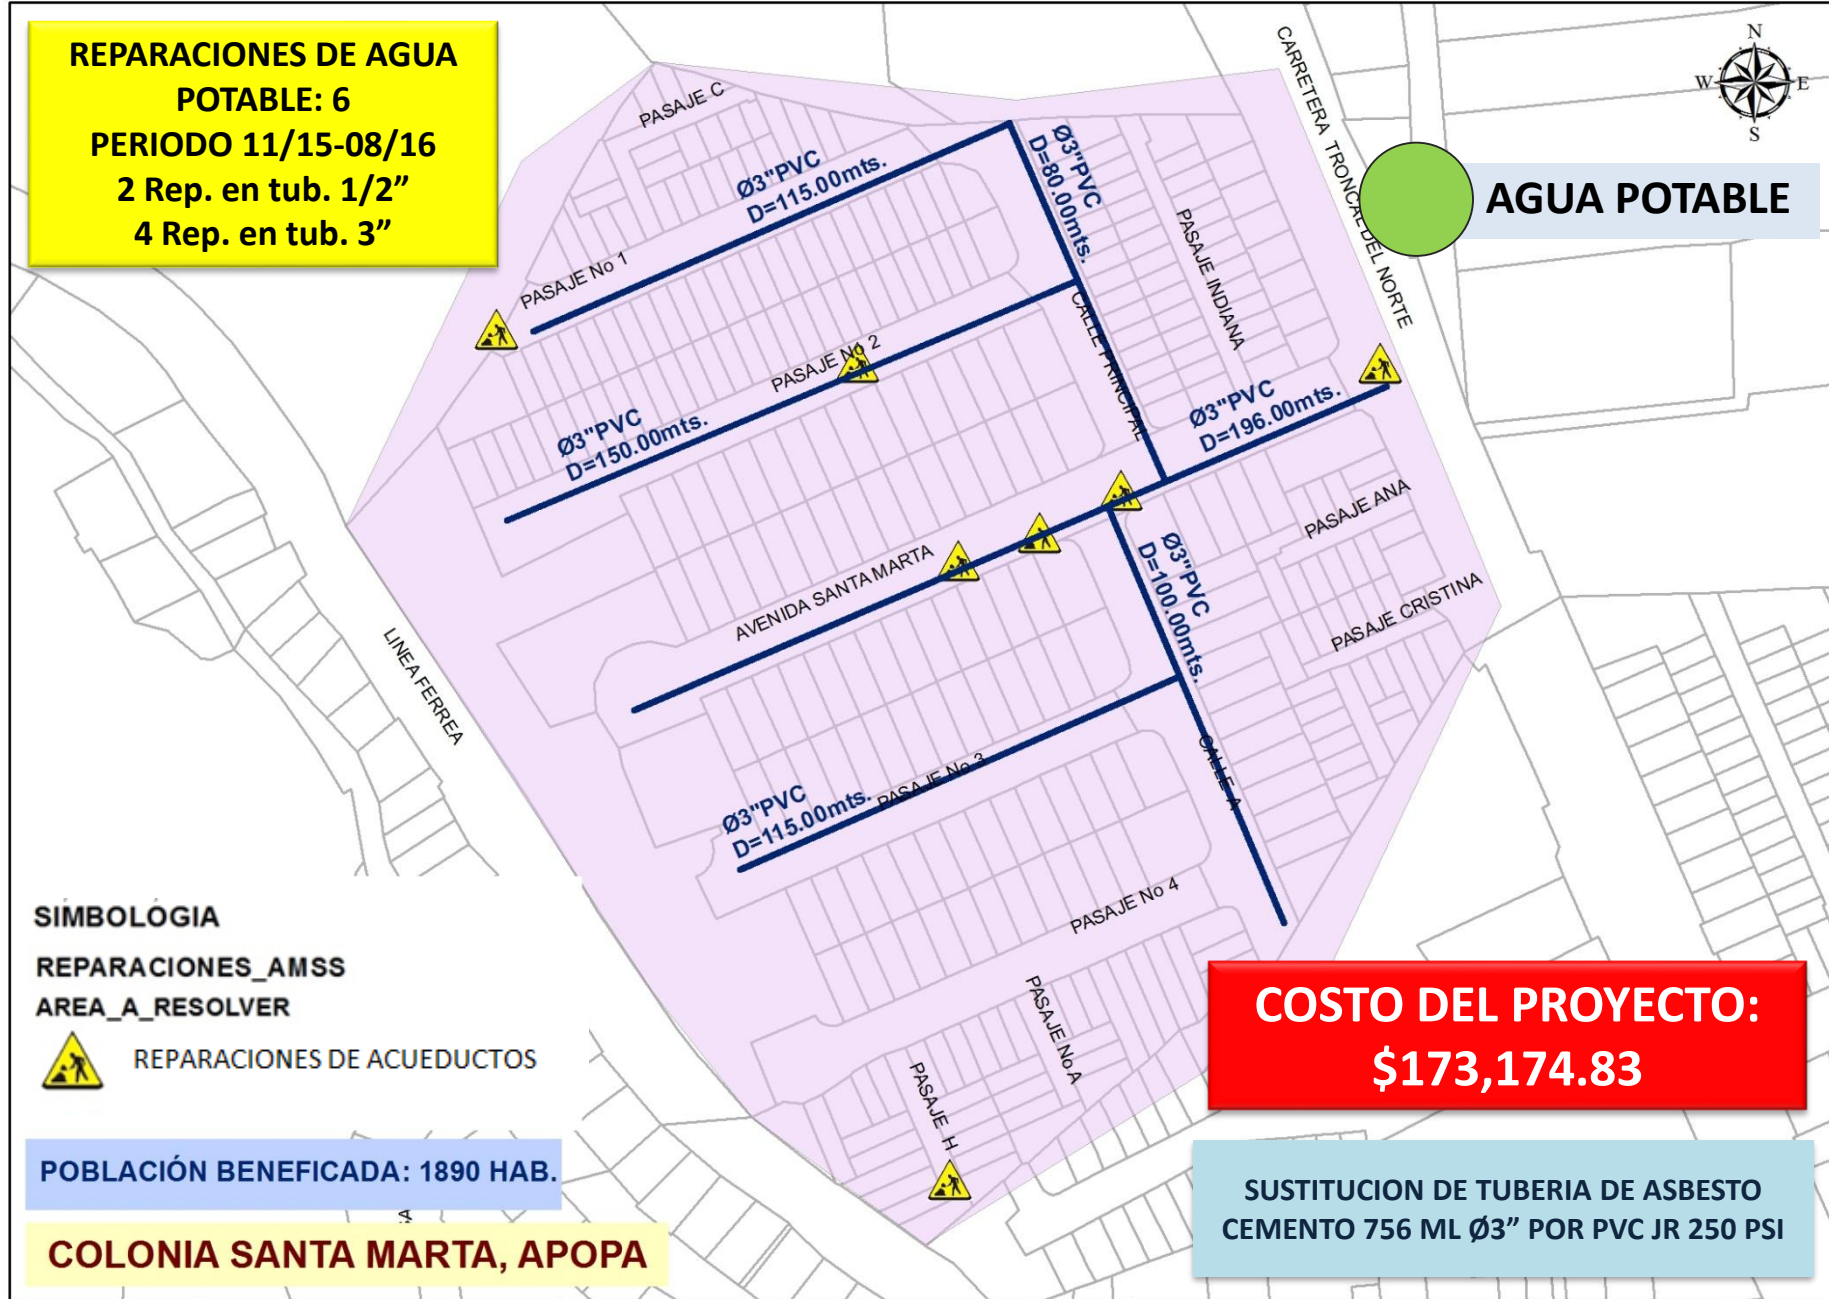 REPARACIONES DE AGUA
POTABLE: 6
PERIODO 11/15-08/16
2 Rep. en tub. 1/2”
4 Rep. en tub. 3”
CARRETERA TRONCAL DEL NORTE
N
W
E
S
AGUA POTABLE
PASAJE C
Ø3"PVC
D=115.00mts.
Ø3"PVC
D=80.00mts.
PASAJE INDIANA
PASAJE No 1
PASAJE No 2
CALLE PRINCIPAL
Ø3"PVC
D=150.00mts.
Ø3"PVC
D=196.00mts.
PASAJE ANA
AVENIDA SANTA MARTA
Ø3"PVC
D=100.00mts.
PASAJE CRISTINA
LINEA FERREA
CALLE A
PASAJE No 3
Ø3"PVC
D=115.00mts.
PASAJE No 4
PASAJE No A
PASAJE H
SIMBOLÓGIA
REPARACIONES_AMSS
AREA_A_RESOLVER
REPARACIONES DE ACUEDUCTOS
COSTO DEL PROYECTO:
$173,174.83
POBLACIÓN BENEFICADA: 1890 HAB.
SUSTITUCION DE TUBERIA DE ASBESTO
CEMENTO 756 ML Ø3” POR PVC JR 250 PSI
COLONIA SANTA MARTA, APOPA